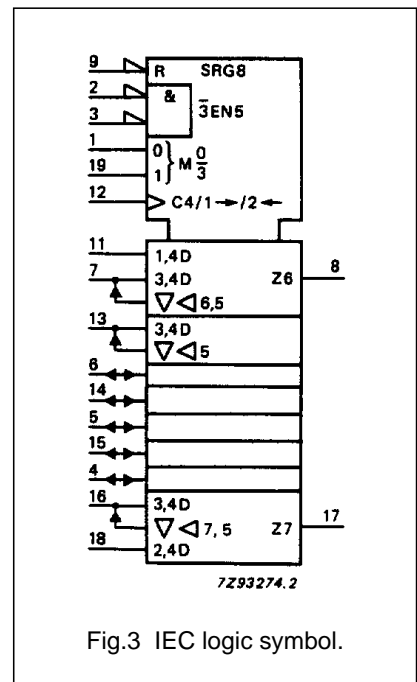 9 R SRG8
2 & 3̅EN5
3
1 0 } M 0/3
19 1
12 C4/1→/2←
11 1,4D
7 3,4D Z6 8
▽ ◁ 6,5
13 3,4D
▽ ◁ 5
6
14
5
15
4
16 3,4D
▽ ◁ 7,5 Z7 17
18 2,4D
7Z93274.2
Fig.3 IEC logic symbol.